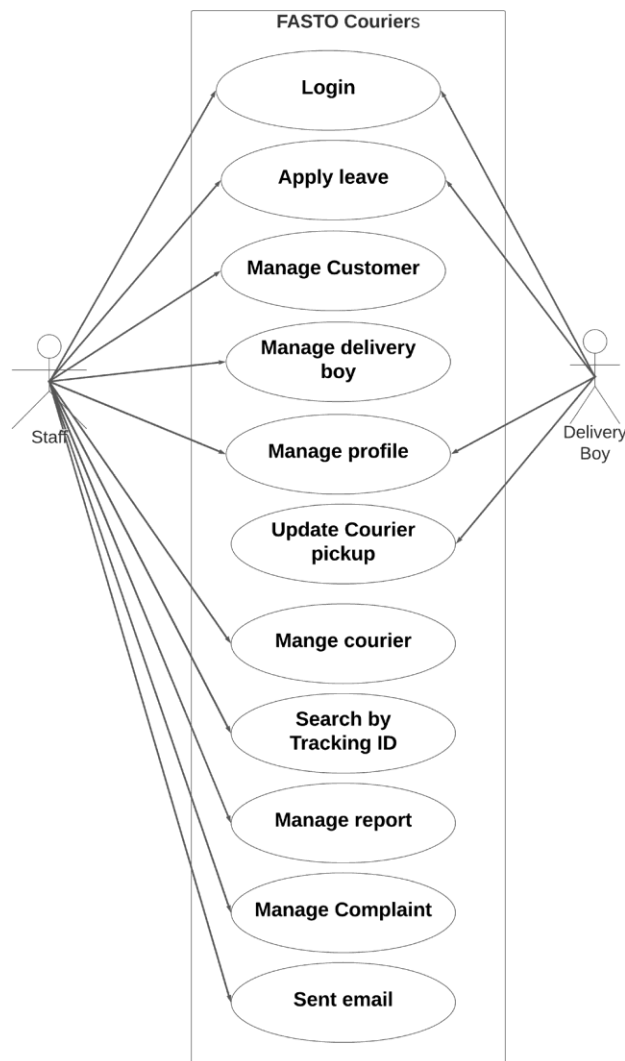 FASTO Couriers
Login
Apply leave
Manage Customer
Manage delivery
boy
Staff
Manage profile
Delivery
Boy
Update Courier
pickup
Mange courier
Search by
Tracking ID
Manage report
Manage Complaint
Sent email